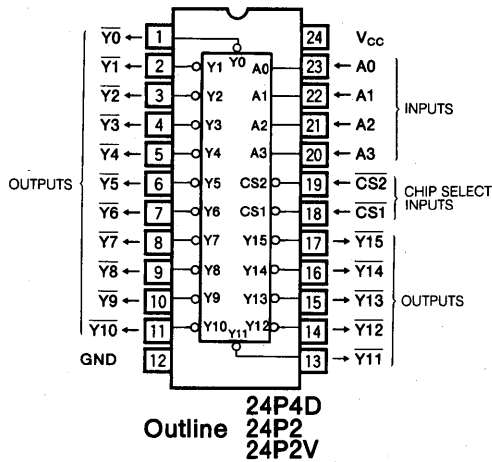 Y0 1 24 VCC
Y1 2 Y1 Y0 A0 23 A0
Y2 3 Y2 A1 22 A1
Y3 4 Y3 A2 21 A2 INPUTS
Y4 5 Y4 A3 20 A3
OUTPUTS Y5 6 Y5 CS2 19 CS2 CHIP SELECT
Y6 7 Y6 CS1 18 CS1 INPUTS
Y7 8 Y7 Y15 17 Y15
Y8 9 Y8 Y14 16 Y14
Y9 10 Y9 Y13 15 Y13 OUTPUTS
Y10 11 Y10 Y11 Y12 14 Y12
GND 12 13 Y11
24P4D
Outline 24P2
24P2V